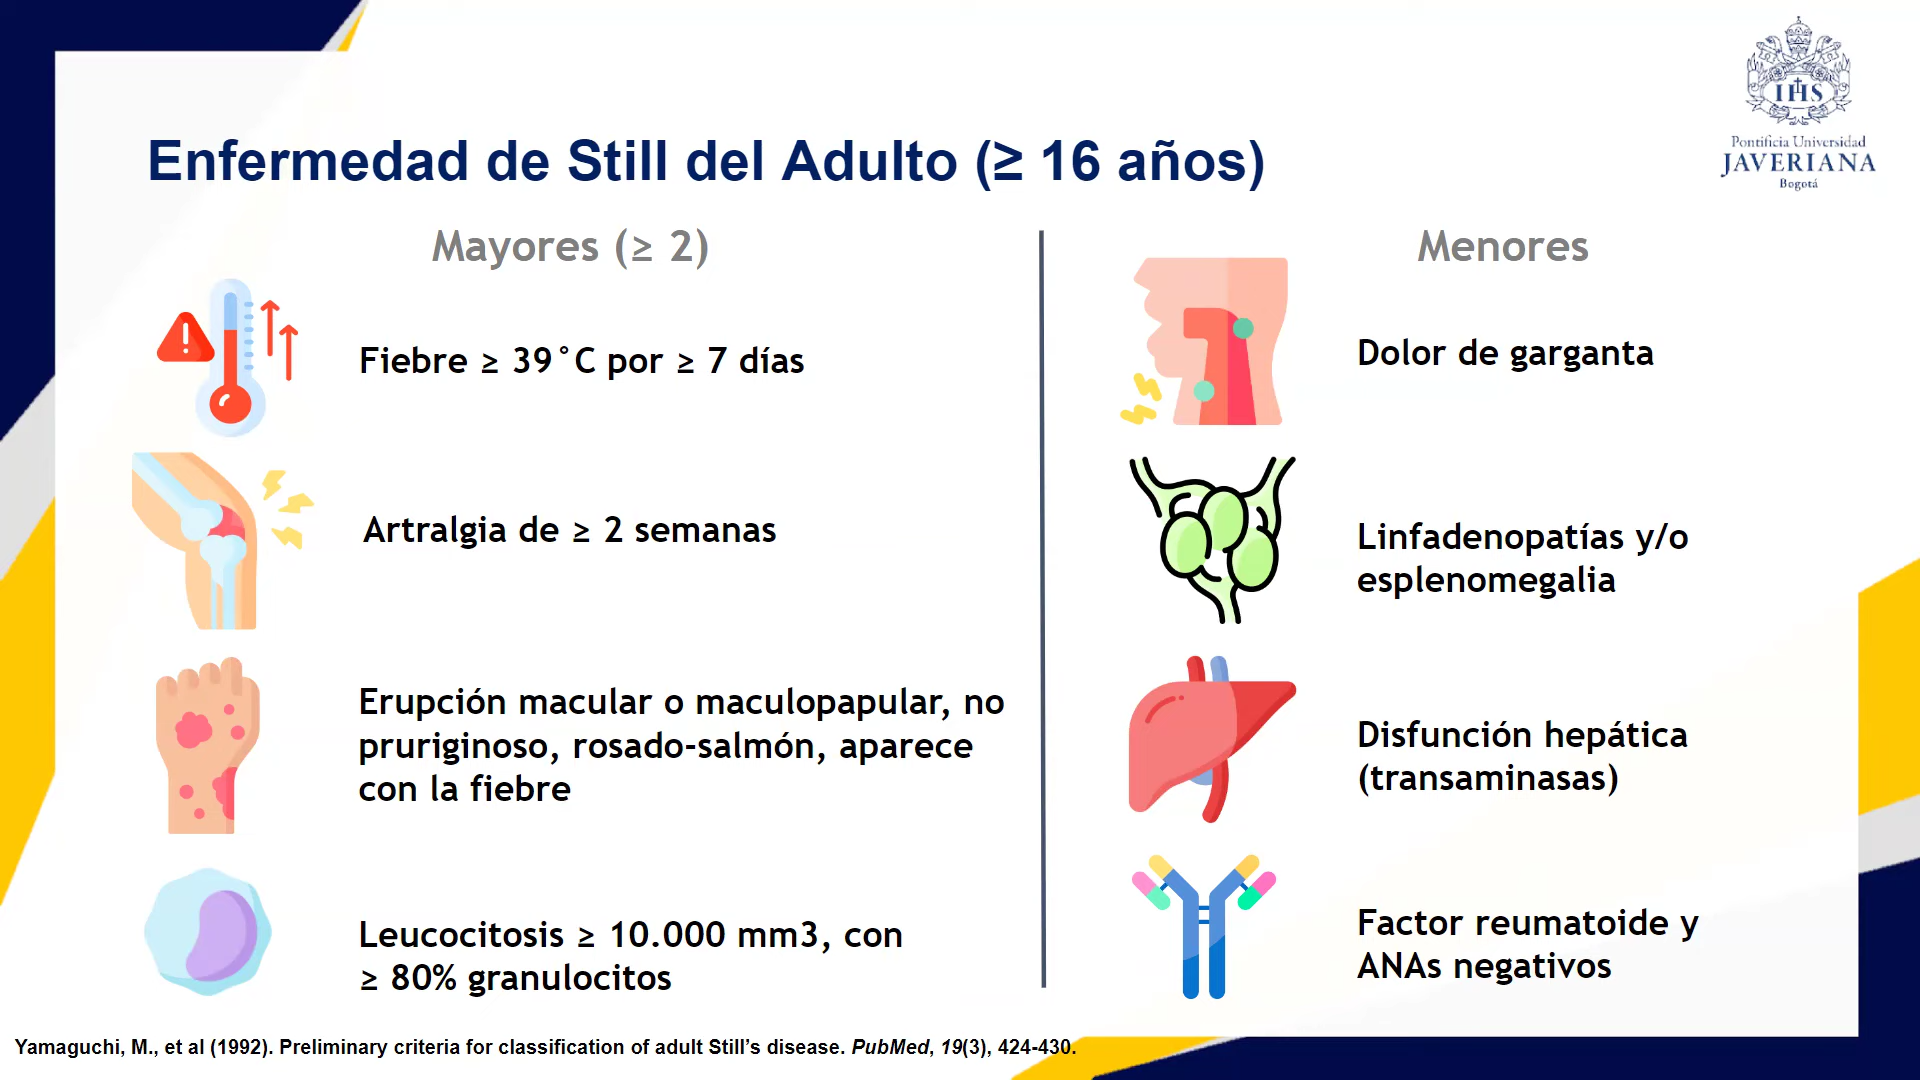 IHS
Pontificia Universidad
JAVERIANA
Bogotá
Enfermedad de Still del Adulto (≥ 16 años)
Mayores (≥ 2)
Fiebre ≥ 39°C por ≥ 7 días
Artralgia de ≥ 2 semanas
Erupción macular o maculopapular, no
pruriginoso, rosado-salmón, aparece
con la fiebre
Leucocitosis ≥ 10.000 mm3, con
≥ 80% granulocitos
Menores
Dolor de garganta
Linfadenopatías y/o
esplenomegalia
Disfunción hepática
(transaminasas)
Factor reumatoide y
ANAs negativos
Yamaguchi, M., et al (1992). Preliminary criteria for classification of adult Still’s disease. PubMed, 19(3), 424-430.